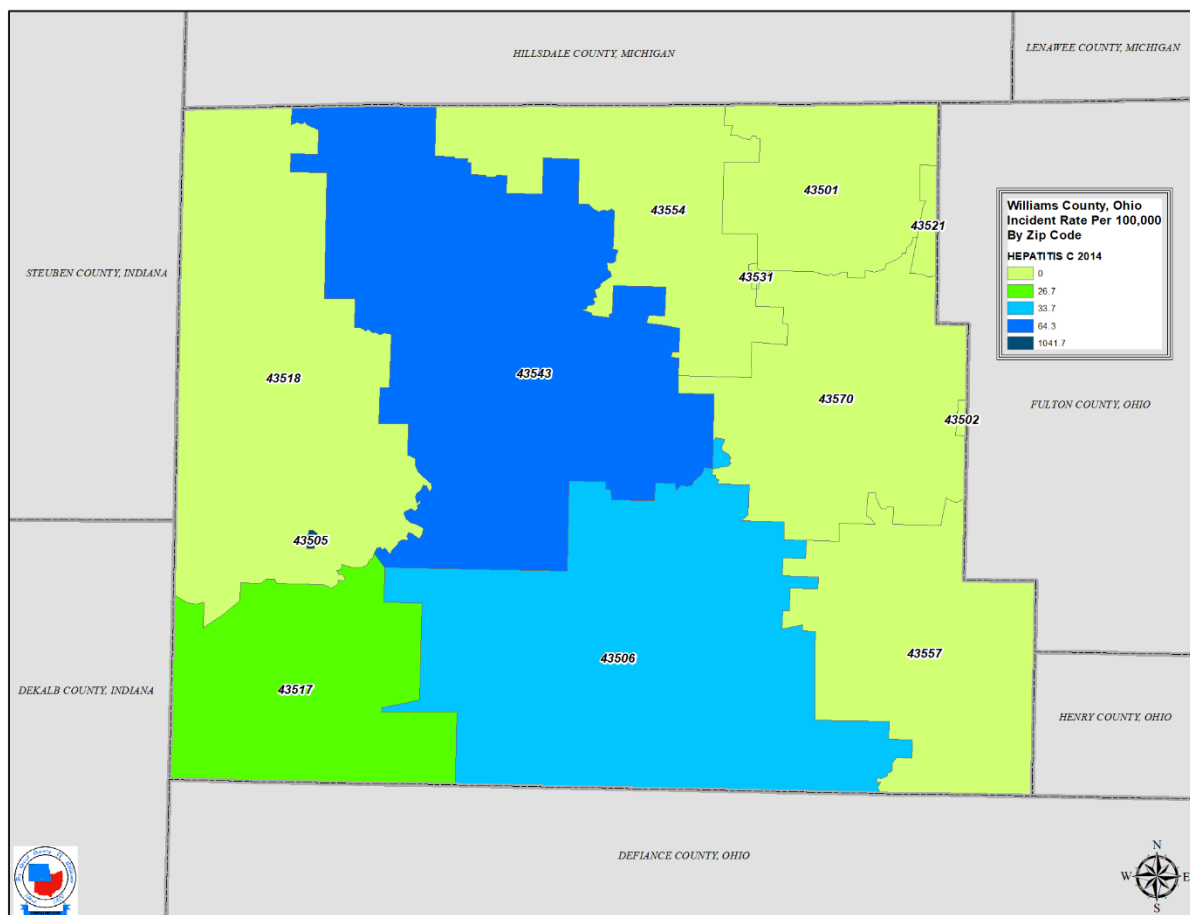 HILLSDALE COUNTY, MICHIGAN
LENAWEE COUNTY, MICHIGAN
43501
43554
43521
Williams County, Ohio
Incident Rate Per 100,000
By Zip Code
HEPATITIS C 2014
0
26.7
33.7
64.3
1041.7
STEUBEN COUNTY, INDIANA
43531
43518
43543
43570
43502
FULTON COUNTY, OHIO
43505
43506
43557
43517
DEKALB COUNTY, INDIANA
HENRY COUNTY, OHIO
DEFIANCE COUNTY, OHIO
N
W
E
S